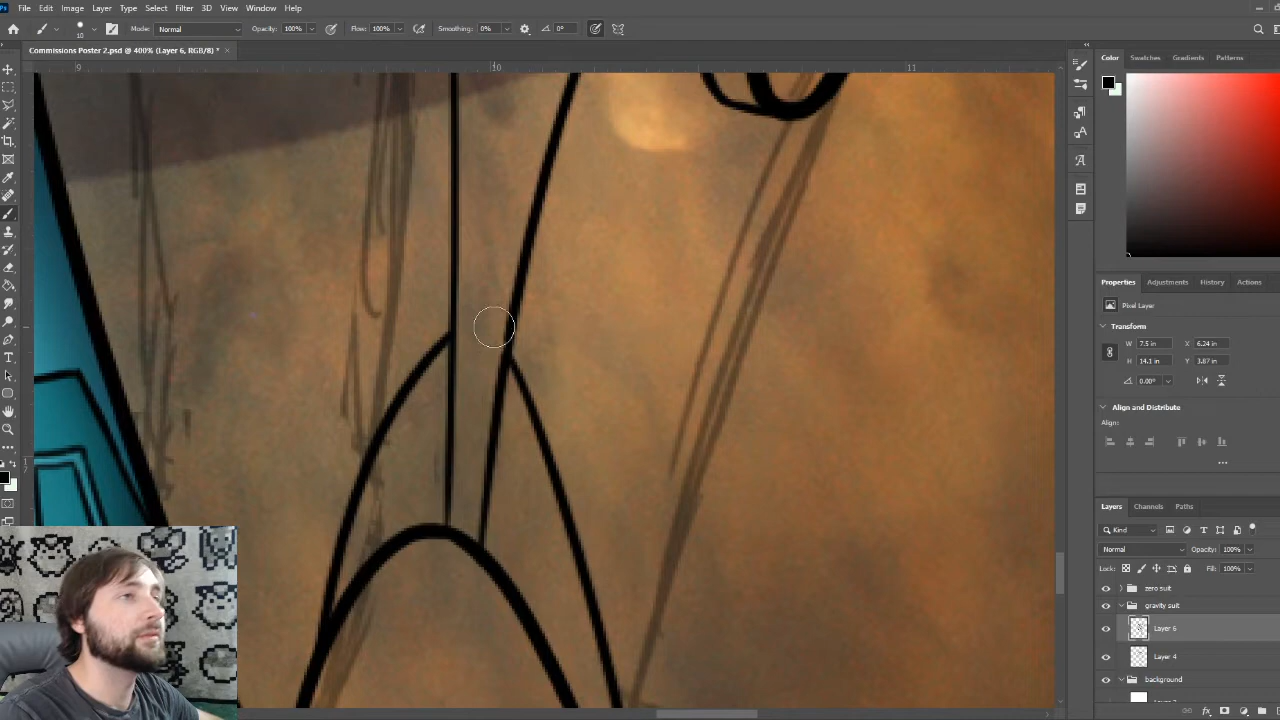 File Edit Image Layer Type Select Filter 3D View Window Help
Mode: Normal Opacity: 100% Flow: 100% Smoothing: 0% 0°
Commissions Poster 2.psd @ 400% (Layer 6, RGB/8) * ×
9 10 11
Color Swatches Gradients Patterns
Properties Adjustments History Actions
Pixel Layer
Transform
W 7.5 in X 6.24 in
H 14.1 in Y 3.87 in
0.00°
Align and Distribute
Align:
...
Layers Channels Paths
Kind
Normal Opacity: 100%
Lock: Fill: 100%
zero suit
gravity suit
Layer 6
Layer 4
background
fx